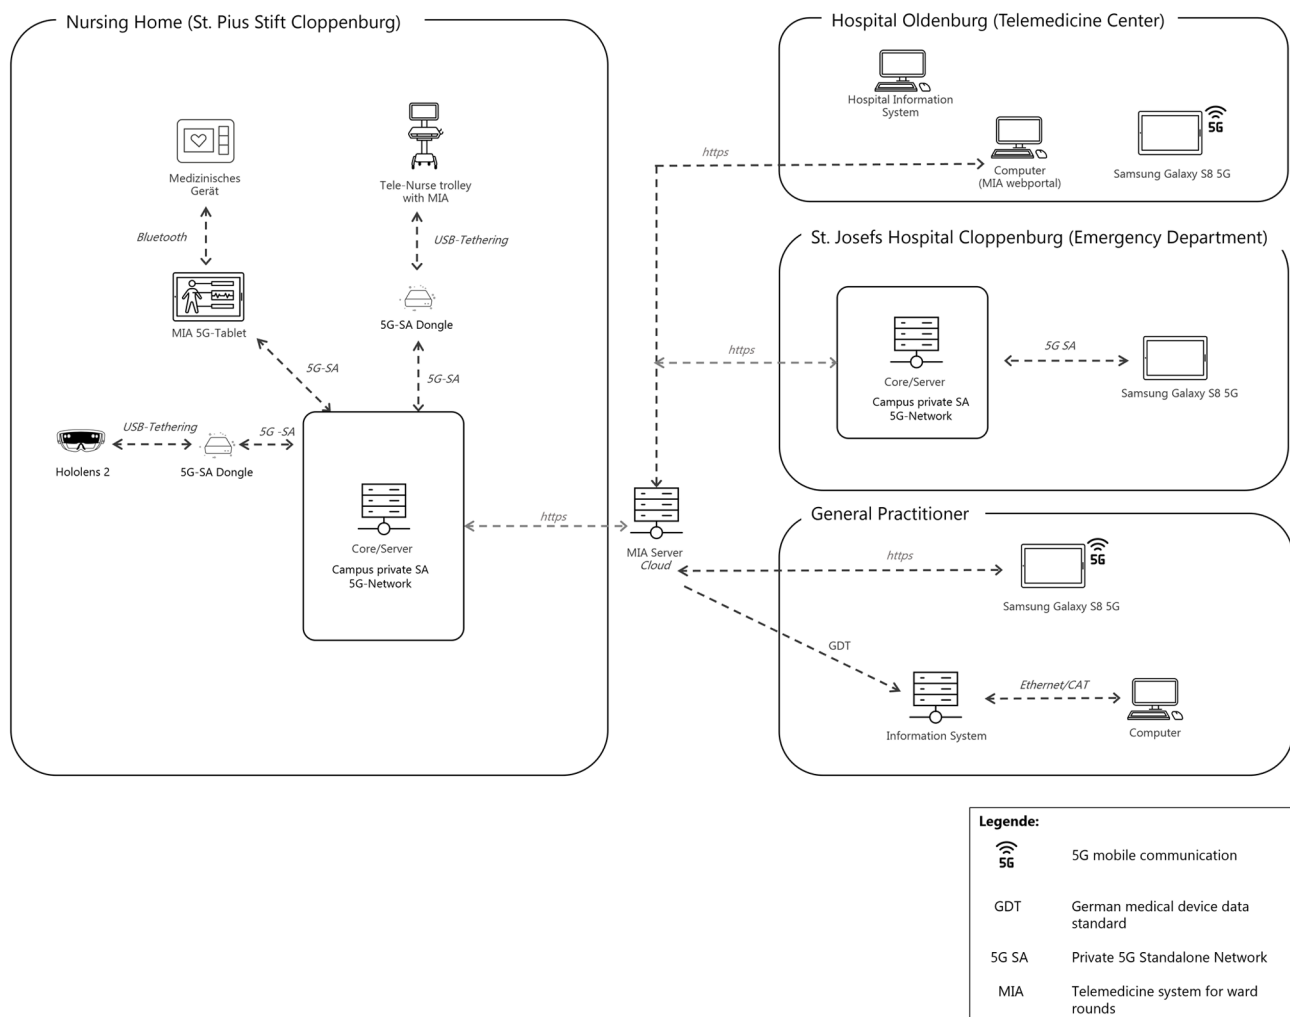 Nursing Home (St. Pius Stift Cloppenburg)
Medizinisches
Gerät
Tele-Nurse trolley
with MIA
Bluetooth
USB-Tethering
MIA 5G-Tablet
5G-SA Dongle
5G-SA
5G-SA
USB-Tethering
5G -SA
Hololens 2
5G-SA Dongle
Core/Server
Campus private SA
5G-Network
https
MIA Server
Cloud
https
https
https
GDT
Hospital Oldenburg (Telemedicine Center)
Hospital Information
System
Computer
(MIA webportal)
5G
Samsung Galaxy S8 5G
St. Josefs Hospital Cloppenburg (Emergency Department)
Core/Server
Campus private SA
5G-Network
5G SA
Samsung Galaxy S8 5G
General Practitioner
5G
Samsung Galaxy S8 5G
Information System
Ethernet/CAT
Computer
Legende:
5G
5G mobile communication
GDT
German medical device data
standard
5G SA
Private 5G Standalone Network
MIA
Telemedicine system for ward
rounds